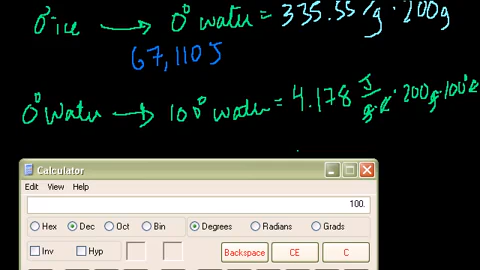 0° ice → 0° water = 335.55 J/g · 200g
67,110 J
0° water → 100° water = 4.178 J/g·K · 200g · 100°K
Calculator
Edit View Help
100.
Hex Dec Oct Bin Degrees Radians Grads
Inv Hyp Backspace CE C